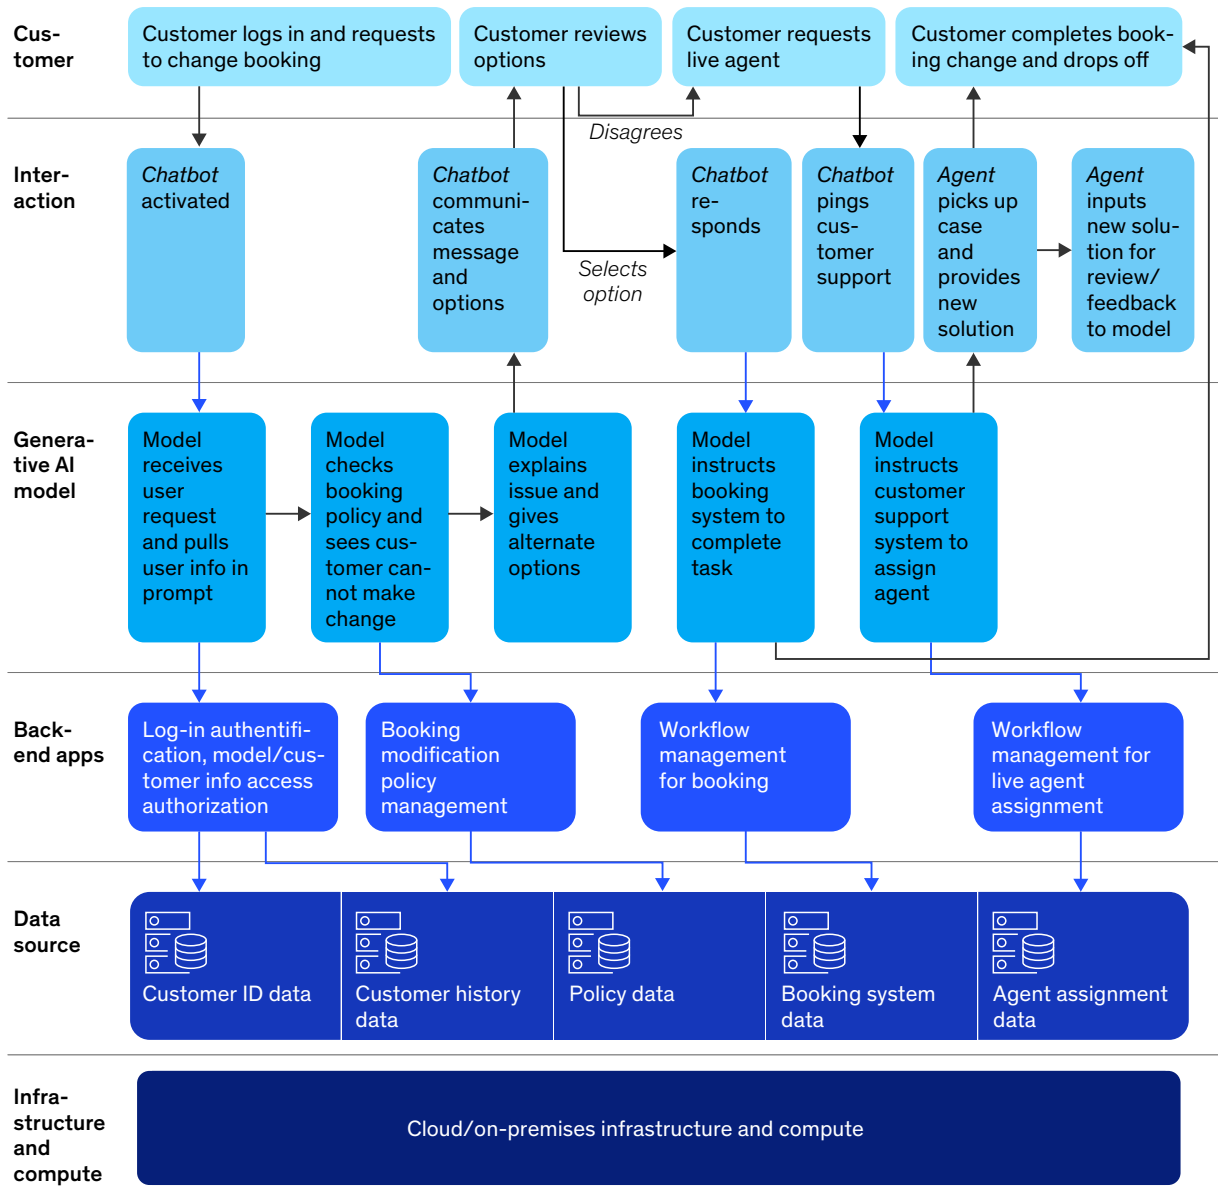 Cus-
tomer
Customer logs in and requests
to change booking
Customer reviews
options
Customer requests
live agent
Customer completes book-
ing change and drops off
Disagrees
Inter-
action
Chatbot
activated
Chatbot
communi-
cates
message
and
options
Selects
option
Chatbot
re-
sponds
Chatbot
pings
cus-
tomer
support
Agent
picks up
case
and
provides
new
solution
Agent
inputs
new solu-
tion for
review/
feedback
to model
Genera-
tive AI
model
Model
receives
user
request
and pulls
user info in
prompt
Model
checks
booking
policy and
sees cus-
tomer can-
not make
change
Model
explains
issue and
gives
alternate
options
Model
instructs
booking
system to
complete
task
Model
instructs
customer
support
system to
assign
agent
Back-
end apps
Log-in authentifi-
cation, model/cus-
tomer info access
authorization
Booking
modification
policy
management
Workflow
management
for booking
Workflow
management for
live agent
assignment
Data
source
Customer ID data
Customer history
data
Policy data
Booking system
data
Agent assignment
data
Infra-
structure
and
compute
Cloud/on-premises infrastructure and compute